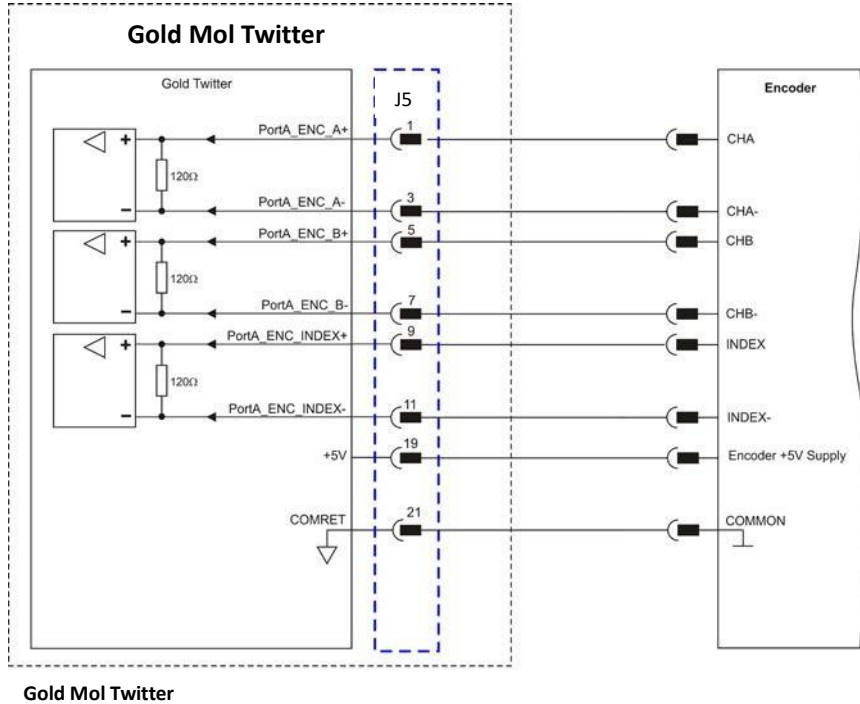 Gold Mol Twitter
Gold Twitter
J5
Encoder
PortA_ENC_A+
1
CHA
+
120Ω
PortA_ENC_A-
3
CHA-
-
PortA_ENC_B+
5
CHB
+
120Ω
PortA_ENC_B-
7
CHB-
-
PortA_ENC_INDEX+
9
INDEX
+
120Ω
PortA_ENC_INDEX-
11
INDEX-
-
+5V
19
Encoder +5V Supply
COMRET
21
COMMON
Gold Mol Twitter